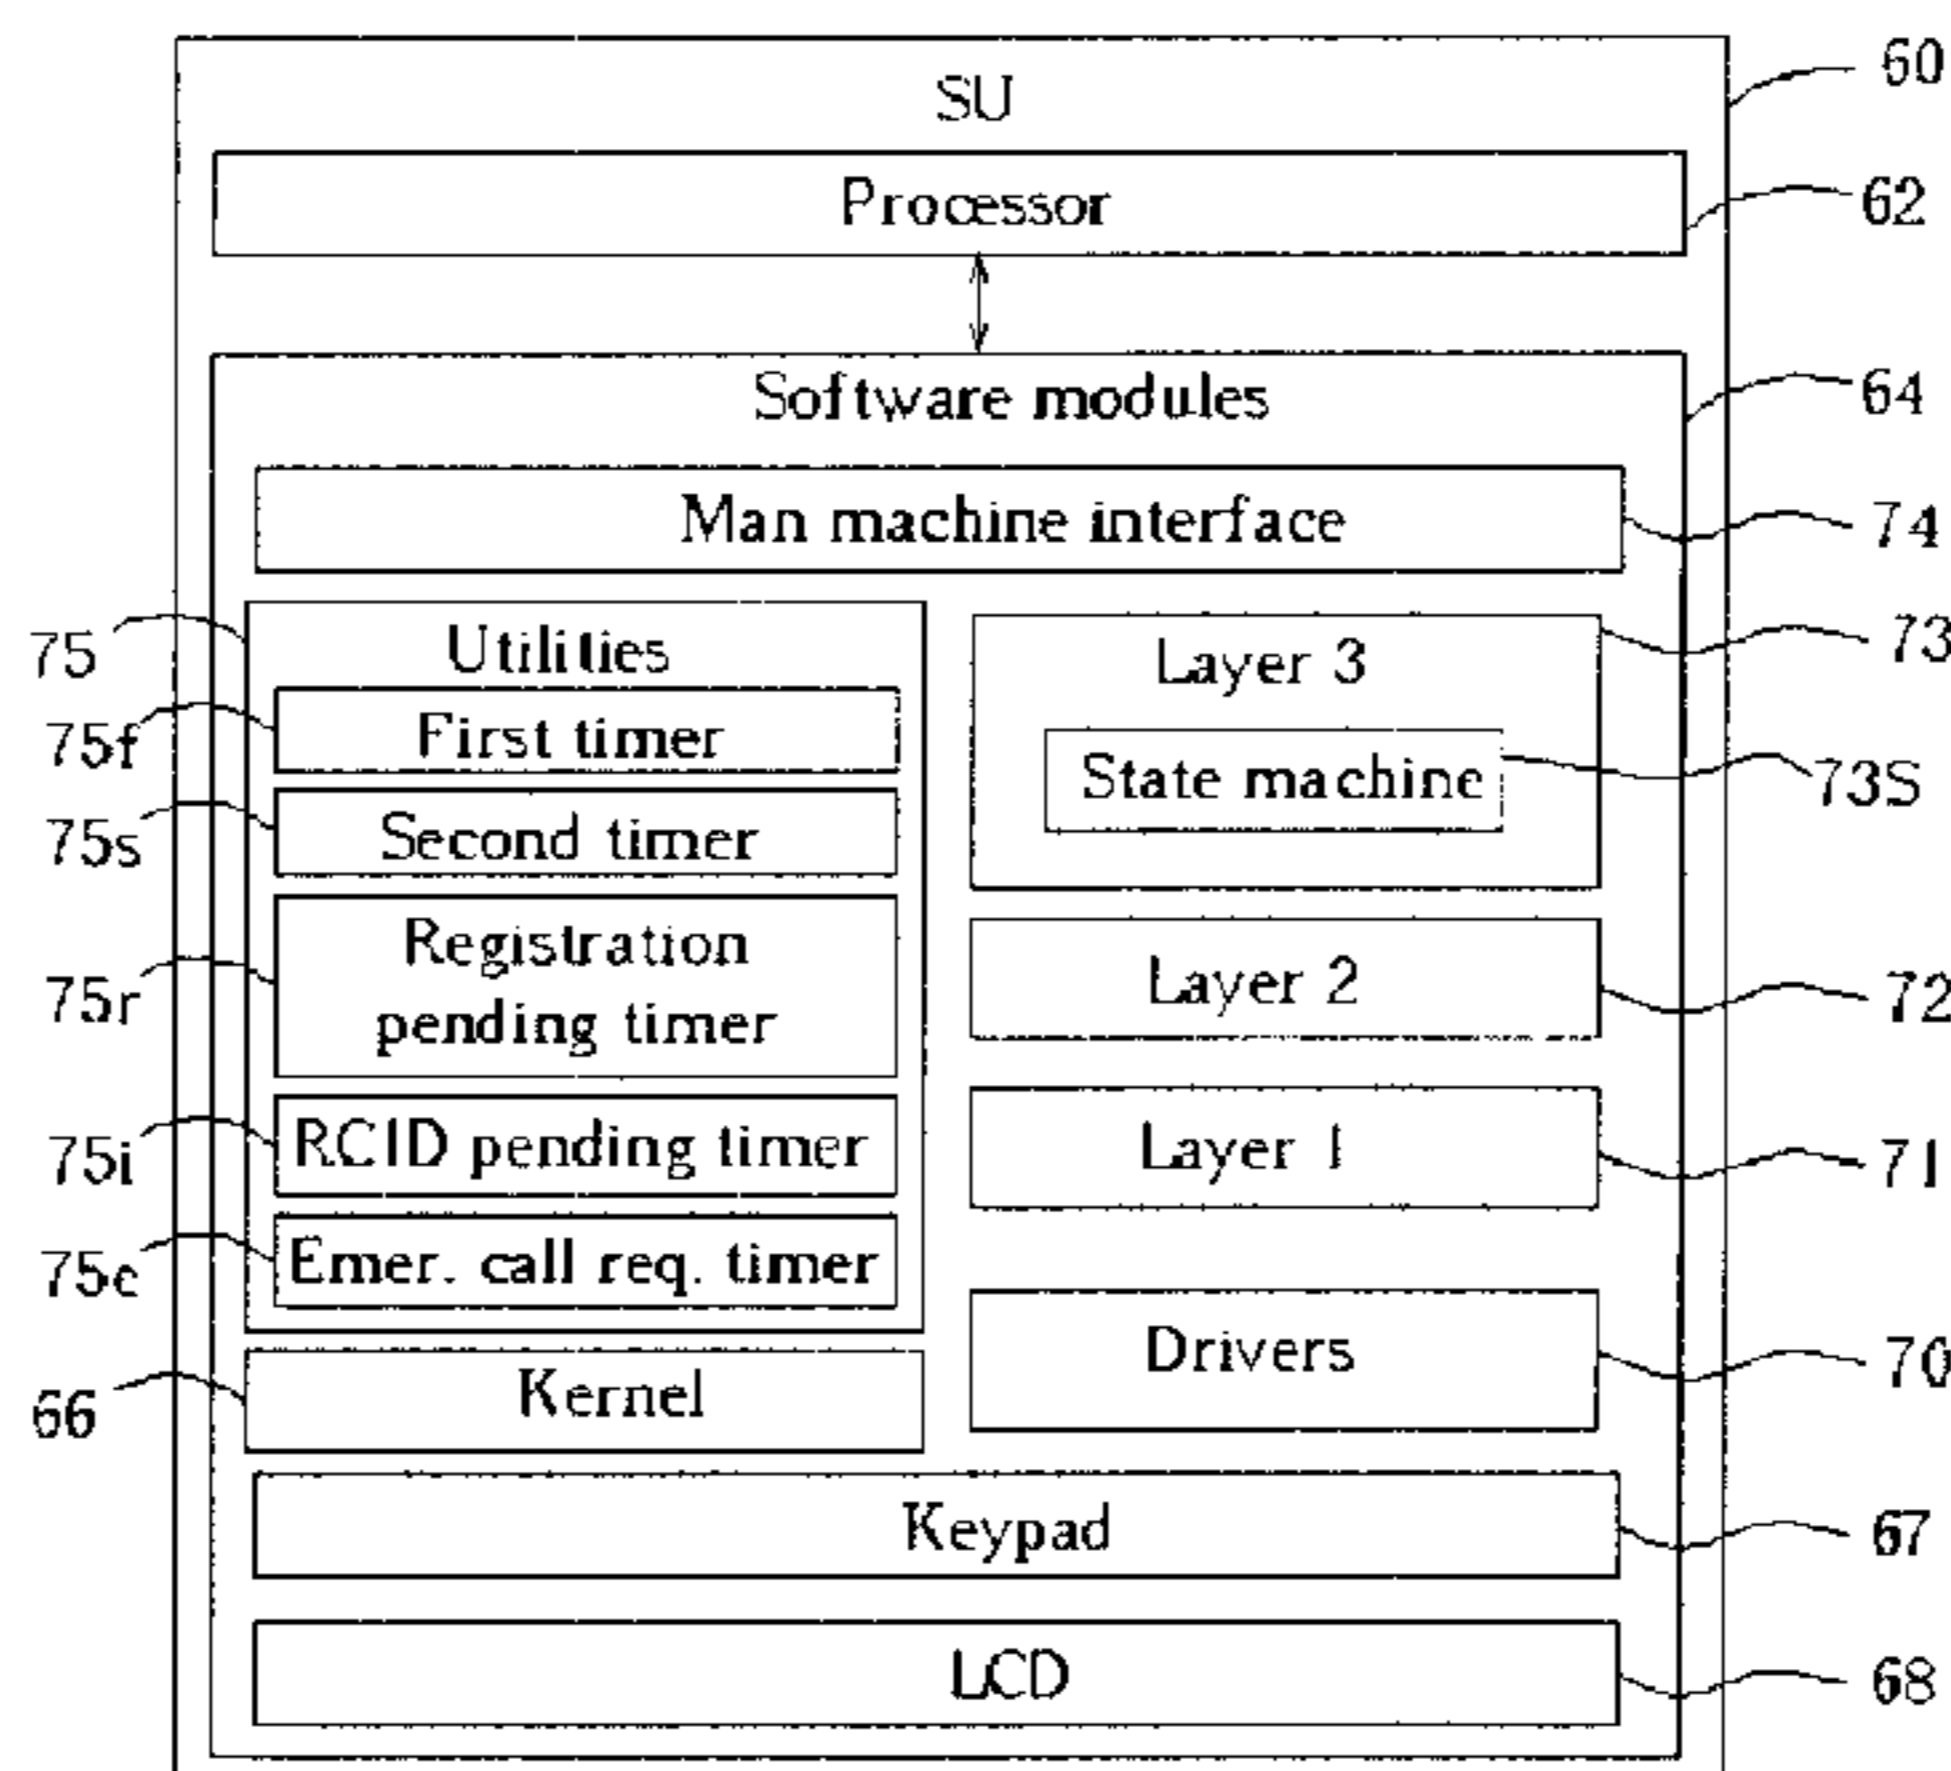 SU
60
Processor
62
Software modules
64
Man machine interface
74
75
Utilities
75f
First timer
75s
Second timer
75r
Registration
pending timer
75i
RCID pending timer
75e
Emer. call req. timer
Layer 3
73
State machine
73S
Layer 2
72
Layer 1
71
Drivers
70
66
Kernel
Keypad
67
LCD
68